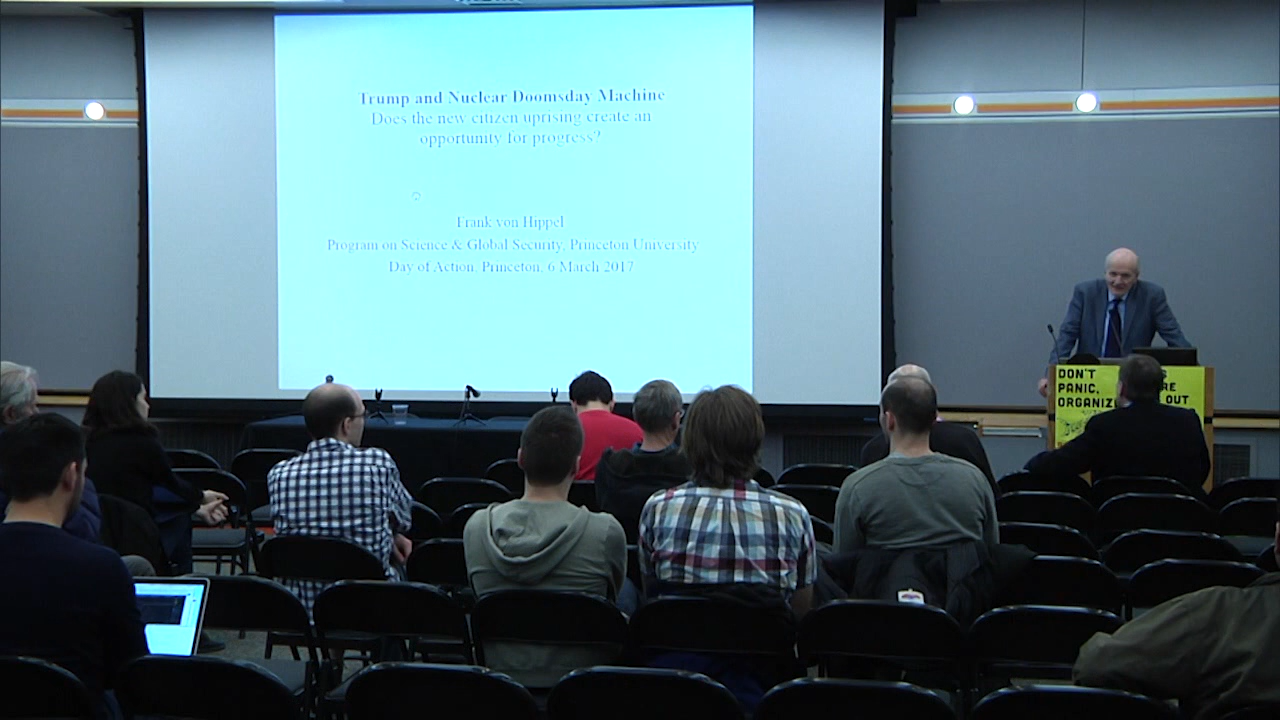 Trump and Nuclear Doomsday Machine
Does the new citizen uprising create an
opportunity for progress?
Frank von Hippel
Program on Science & Global Security, Princeton University
Day of Action, Princeton, 6 March 2017
DON'T
PANIC,
ORGANIZ
OUT